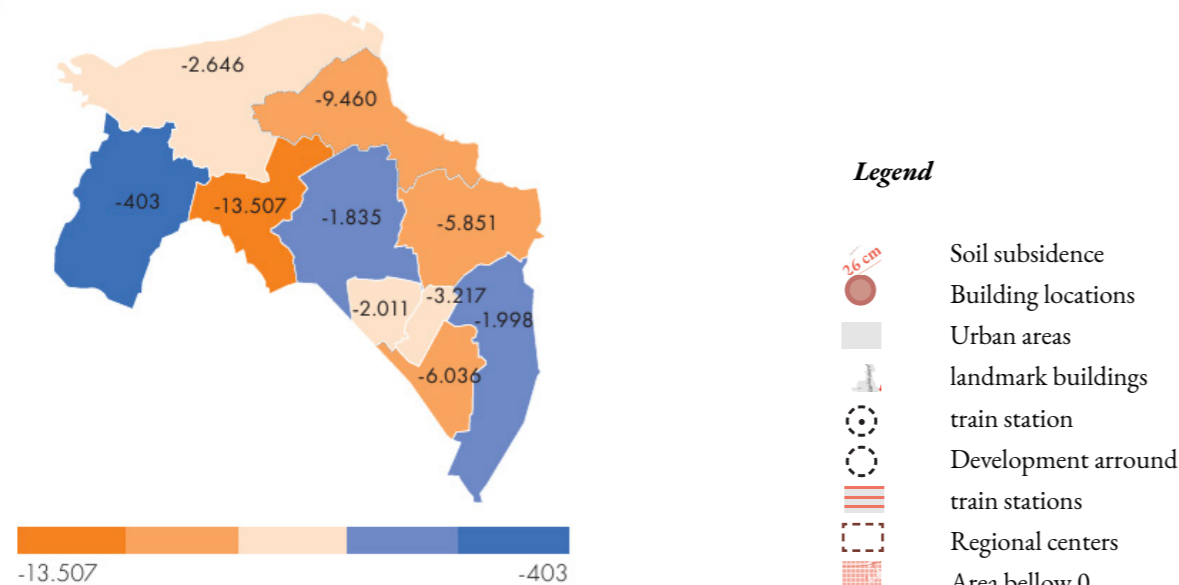 -2.646
-9.460
-403
-13.507
-1.835
-5.851
-2.011
-3.217
-1.998
-6.036
-13.507
-403
Legend
26 cm
Soil subsidence
Building locations
Urban areas
landmark buildings
train station
Development arround
train stations
Regional centers
Area bellow 0